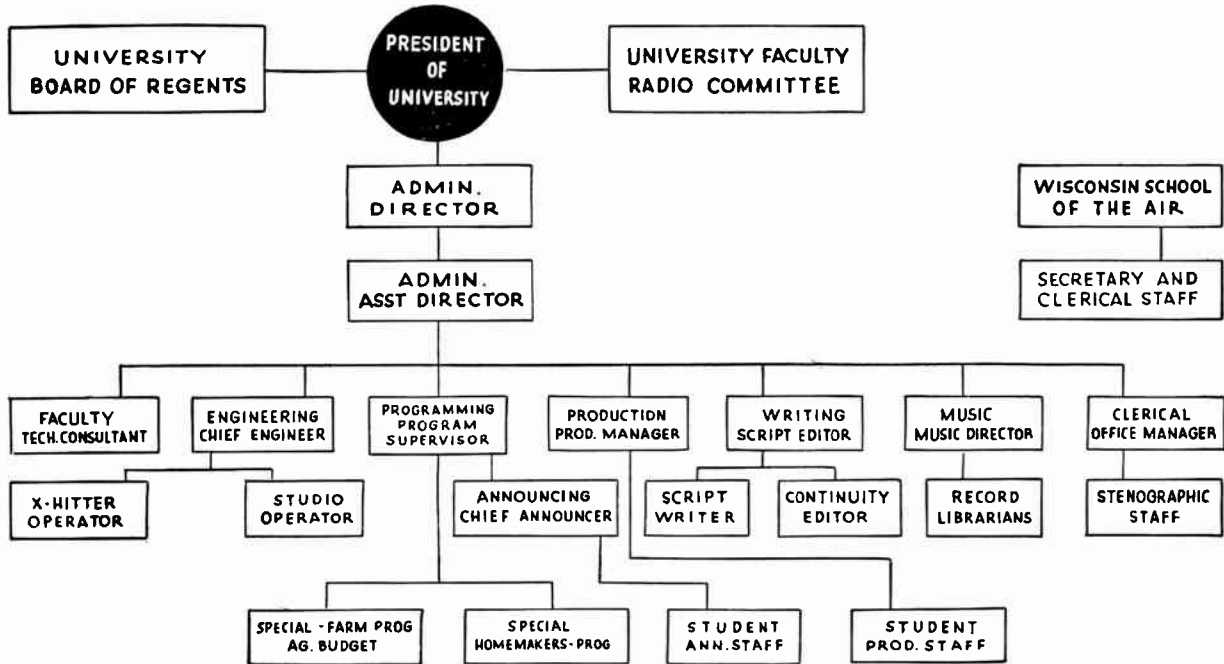 UNIVERSITY
BOARD OF REGENTS
PRESIDENT
OF
UNIVERSITY
UNIVERSITY FACULTY
RADIO COMMITTEE
ADMIN.
DIRECTOR
WISCONSIN SCHOOL
OF THE AIR
ADMIN.
ASST DIRECTOR
SECRETARY AND
CLERICAL STAFF
FACULTY
TECH. CONSULTANT
ENGINEERING
CHIEF ENGINEER
PROGRAMMING
PROGRAM
SUPERVISOR
PRODUCTION
PROD. MANAGER
WRITING
SCRIPT EDITOR
MUSIC
MUSIC DIRECTOR
CLERICAL
OFFICE MANAGER
X-HITTER
OPERATOR
STUDIO
OPERATOR
ANNOUNCING
CHIEF ANNOUNCER
SCRIPT
WRITER
CONTINUITY
EDITOR
RECORD
LIBRARIANS
STENOGRAPHIC
STAFF
SPECIAL - FARM PROG
AG. BUDGET
SPECIAL
HOMEMAKERS-PROG
STUDENT
ANN. STAFF
STUDENT
PROD. STAFF